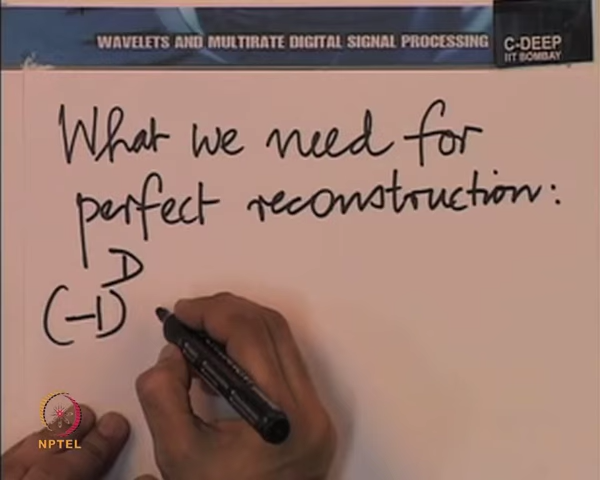 WAVELETS AND MULTIRATE DIGITAL SIGNAL PROCESSING
C-DEEP
IIT BOMBAY
What we need for
perfect reconstruction:
(-1)^D
NPTEL